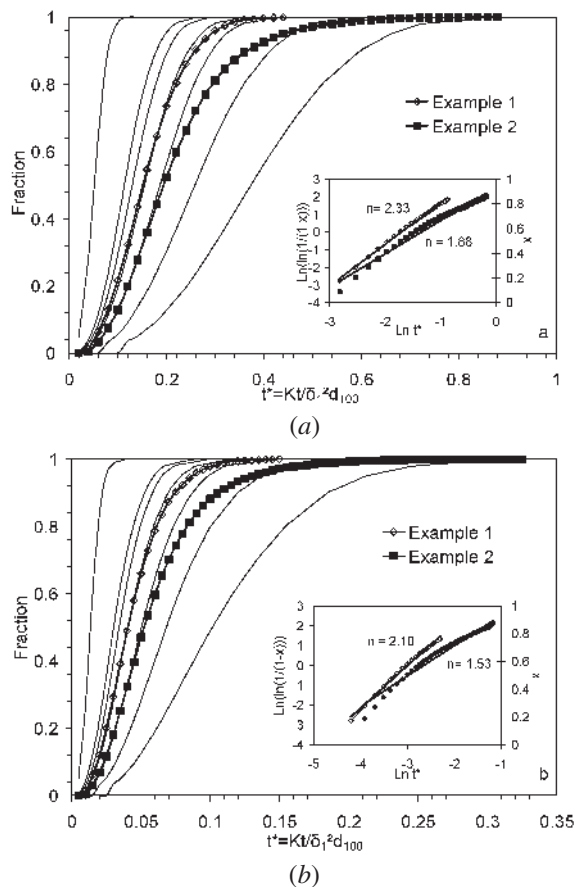 a
1
0.8
0.6
0.4
0.2
0
Fraction
Example 1
Example 2
3
2
1
0
-1
-2
-3
-4
Ln(ln(1/(1 x)))
n= 2.33
n = 1.88
1
0.8
0.6
0.4
0.2
0
x
-3 -2 -1 0
Ln t*
a
0 0.2 0.4 0.6 0.8 1
(a)
b
1
0.8
0.6
0.4
0.2
0
Fraction
Example 1
Example 2
3
2
1
0
-1
-2
-3
-4
Ln(ln(1/(1-x)))
n = 2.10
n = 1.53
1
0.8
0.6
0.4
0.2
0
x
-5 -4 -3 -2 -1
Ln t*
b
0 0.05 0.1 0.15 0.2 0.25 0.3 0.35
t*=Kt/δ₁²d₁₀₀
(b)